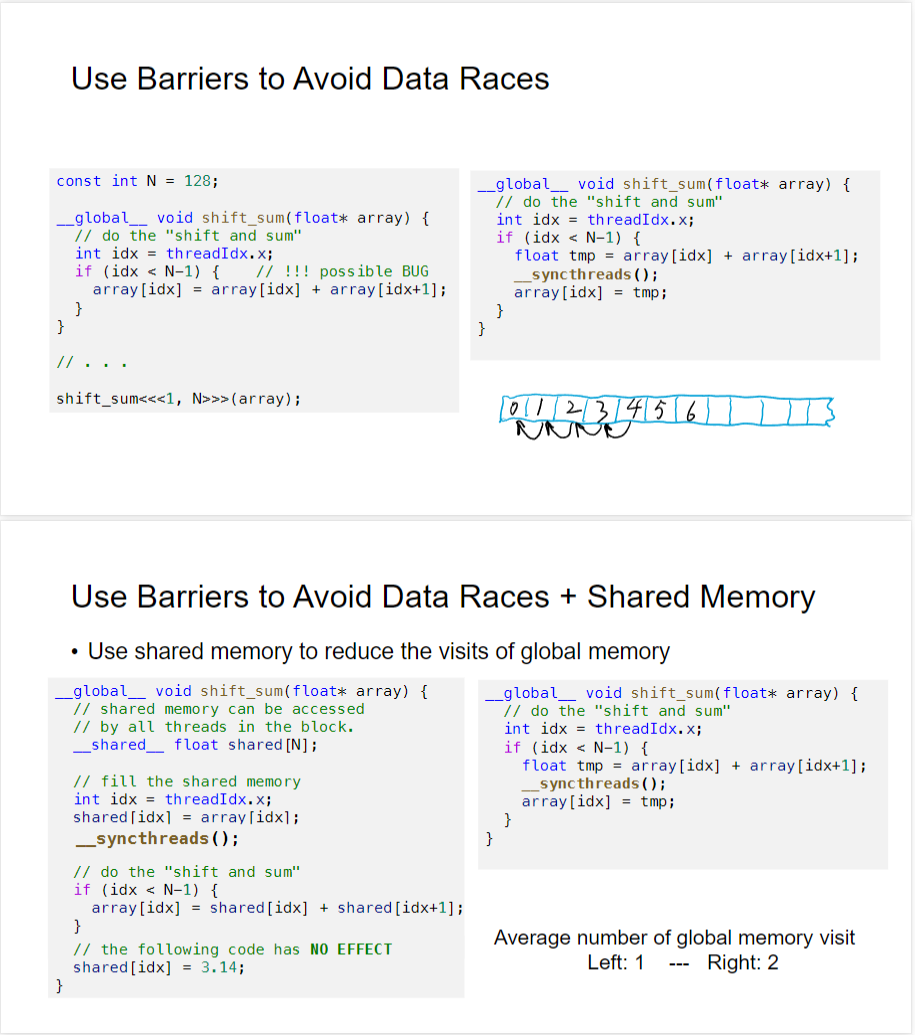 Use Barriers to Avoid Data Races
const int N = 128;
__global__ void shift_sum(float* array) {
// do the "shift and sum"
int idx = threadIdx.x;
if (idx < N-1) {    // !!! possible BUG
array[idx] = array[idx] + array[idx+1];
}
}
// . . .
shift_sum<<<1, N>>>(array);
__global__ void shift_sum(float* array) {
// do the "shift and sum"
int idx = threadIdx.x;
if (idx < N-1) {
float tmp = array[idx] + array[idx+1];
__syncthreads();
array[idx] = tmp;
}
}
0 1 2 3 4 5 6
Use Barriers to Avoid Data Races + Shared Memory
• Use shared memory to reduce the visits of global memory
__global__ void shift_sum(float* array) {
// shared memory can be accessed
// by all threads in the block.
__shared__ float shared[N];
// fill the shared memory
int idx = threadIdx.x;
shared[idx] = array[idx];
__syncthreads();
// do the "shift and sum"
if (idx < N-1) {
array[idx] = shared[idx] + shared[idx+1];
}
// the following code has NO EFFECT
shared[idx] = 3.14;
}
__global__ void shift_sum(float* array) {
// do the "shift and sum"
int idx = threadIdx.x;
if (idx < N-1) {
float tmp = array[idx] + array[idx+1];
__syncthreads();
array[idx] = tmp;
}
}
Average number of global memory visit
Left: 1 --- Right: 2